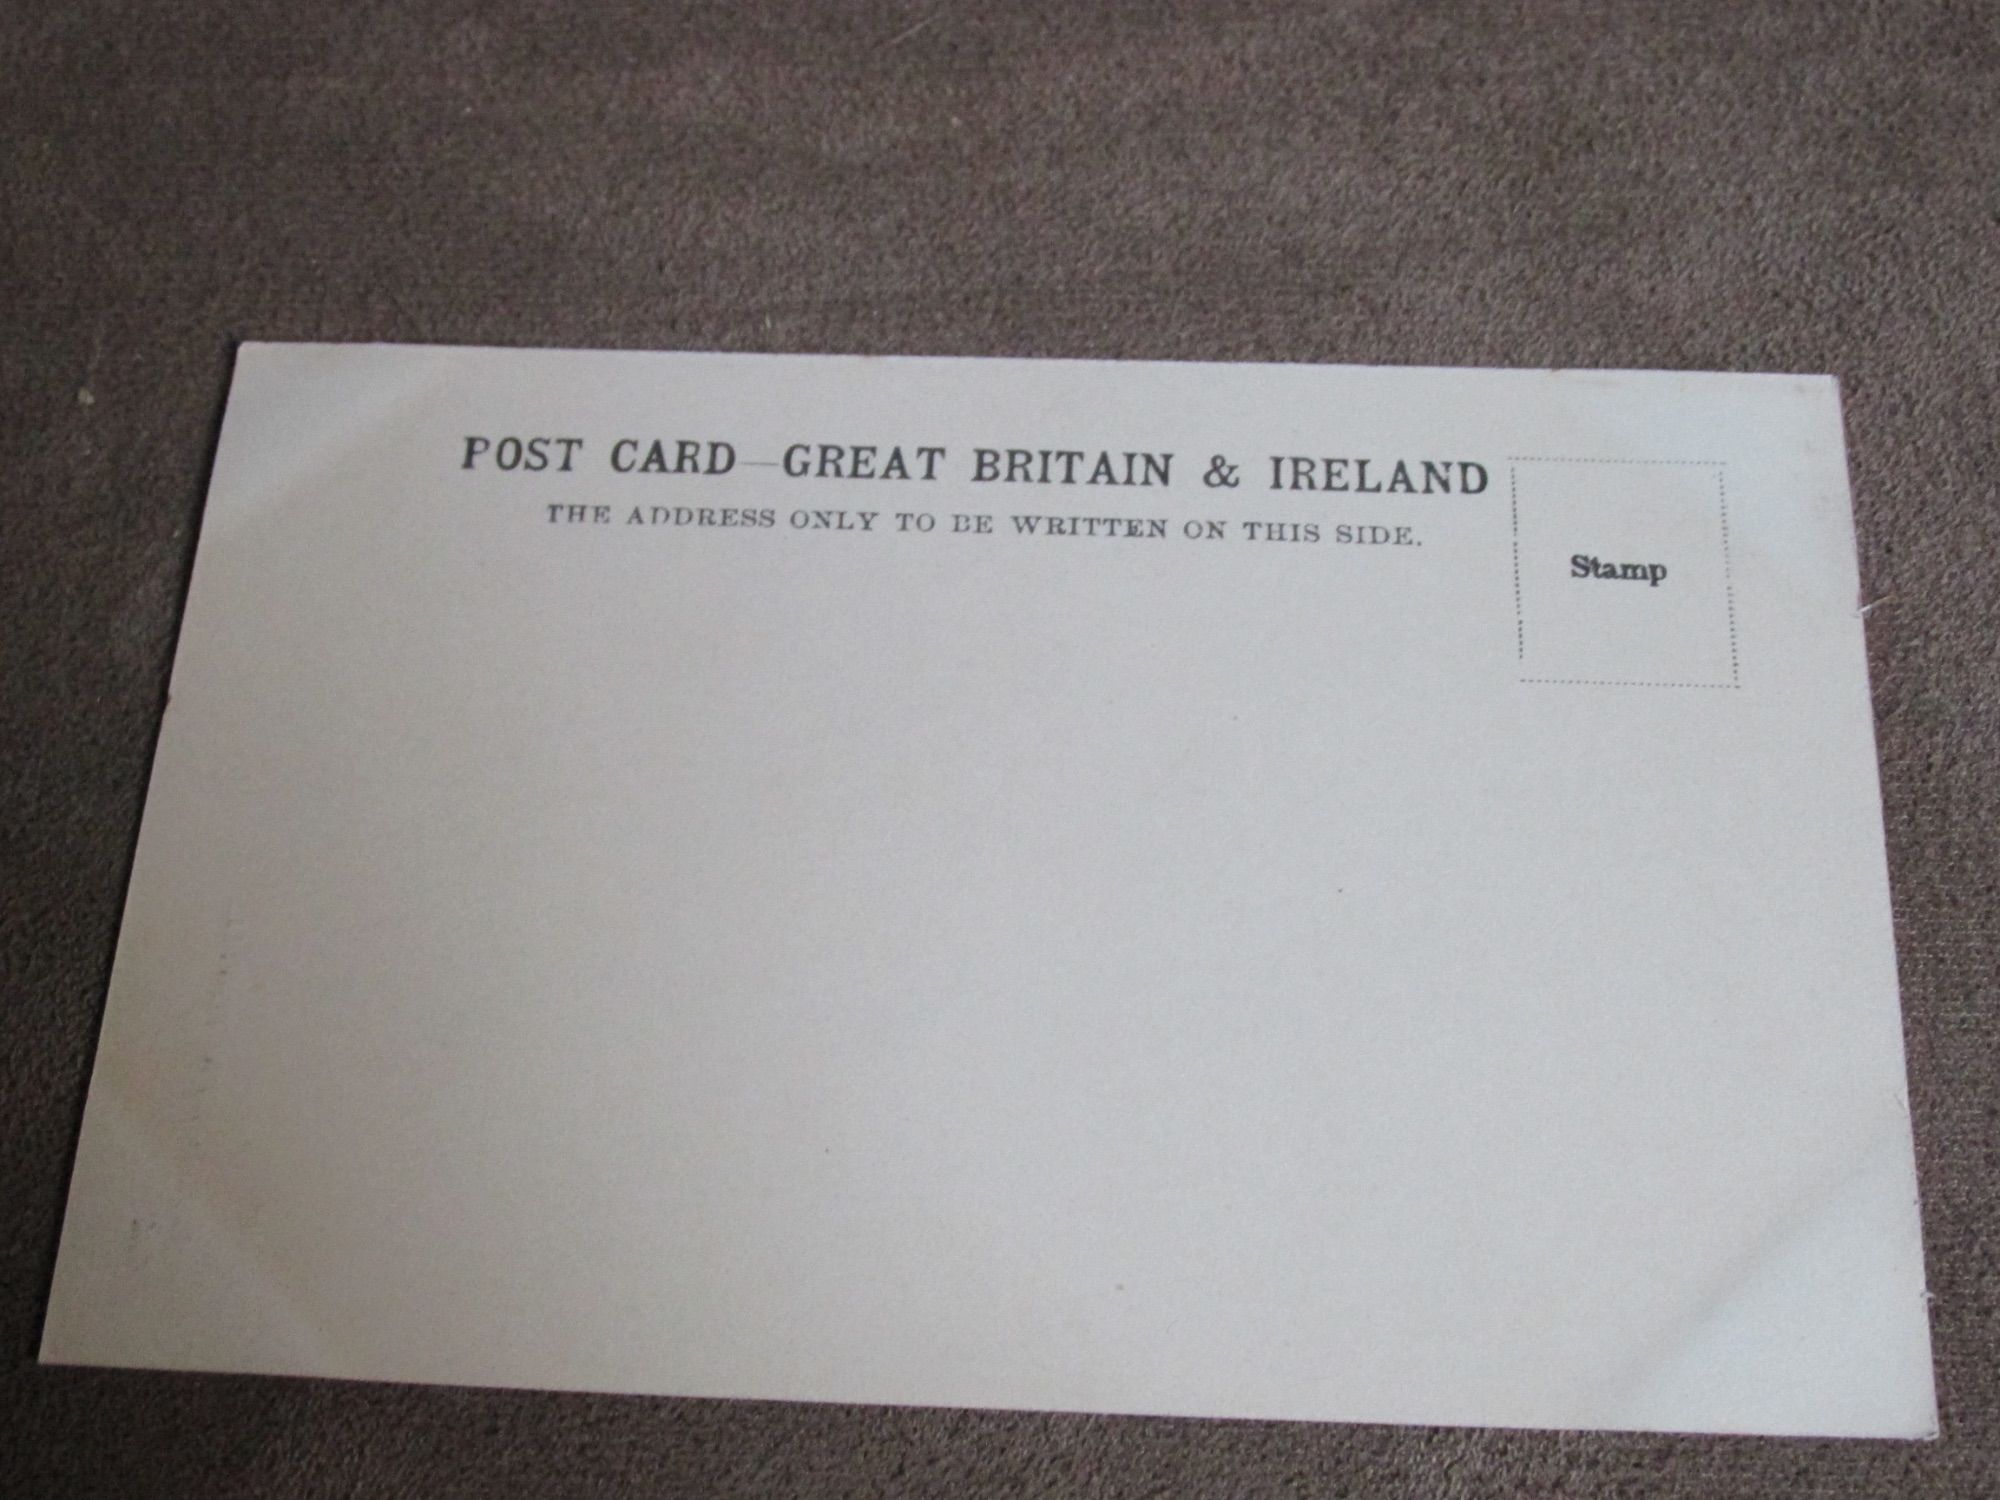 POST CARD—GREAT BRITAIN & IRELAND
THE ADDRESS ONLY TO BE WRITTEN ON THIS SIDE.
Stamp